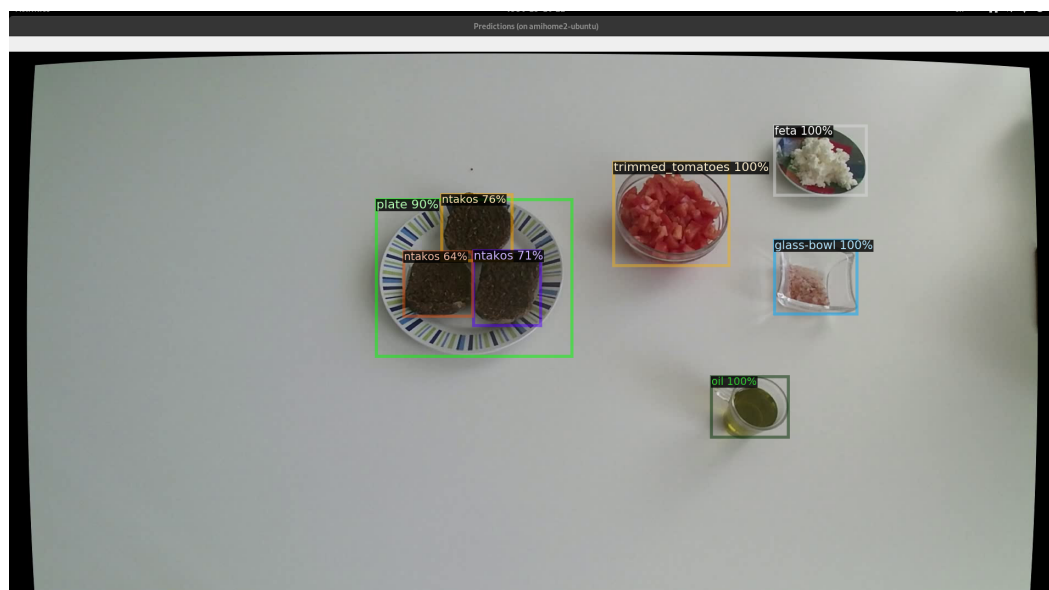 Predictions (on amihome2-ubuntu)
feta 100%
trimmed_tomatoes 100%
ntakos 76%
plate 90%
glass-bowl 100%
ntakos 64%
ntakos 71%
oil 100%